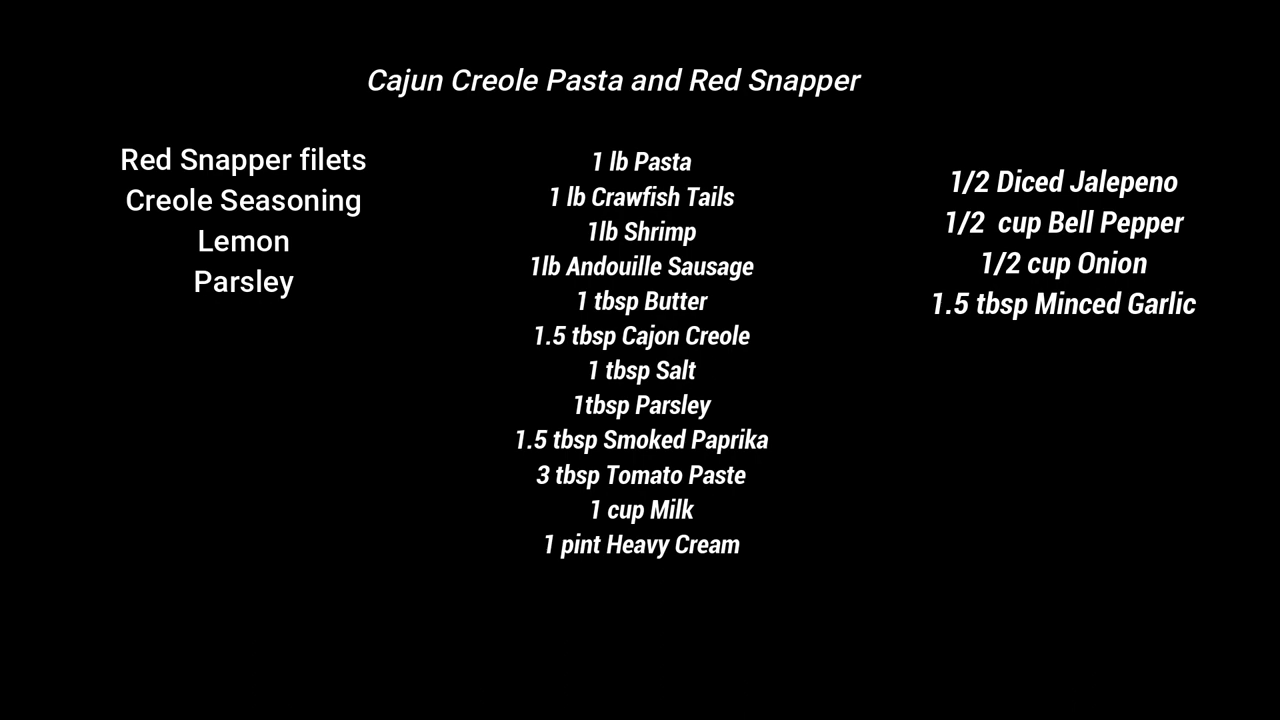 Cajun Creole Pasta and Red Snapper
Red Snapper filets
Creole Seasoning
Lemon
Parsley
1 lb Pasta
1 lb Crawfish Tails
1lb Shrimp
1lb Andouille Sausage
1 tbsp Butter
1.5 tbsp Cajon Creole
1 tbsp Salt
1tbsp Parsley
1.5 tbsp Smoked Paprika
3 tbsp Tomato Paste
1 cup Milk
1 pint Heavy Cream
1/2 Diced Jalepeno
1/2  cup Bell Pepper
1/2 cup Onion
1.5 tbsp Minced Garlic